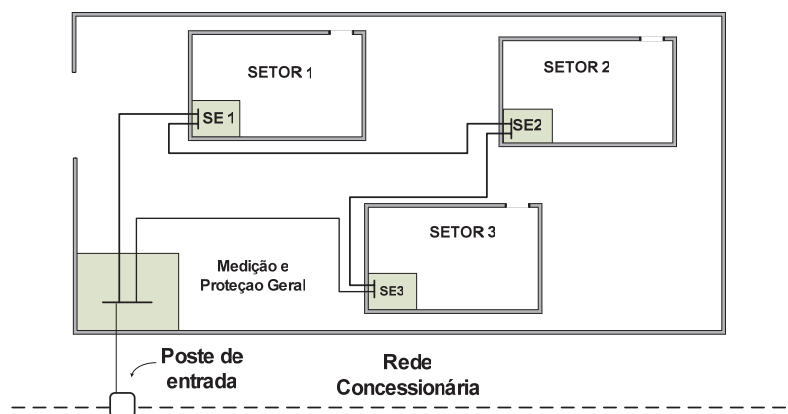 SETOR 1
SE 1
SETOR 2
SE2
SETOR 3
SE3
Medição e
Proteçao Geral
Poste de
entrada
Rede
Concessionária